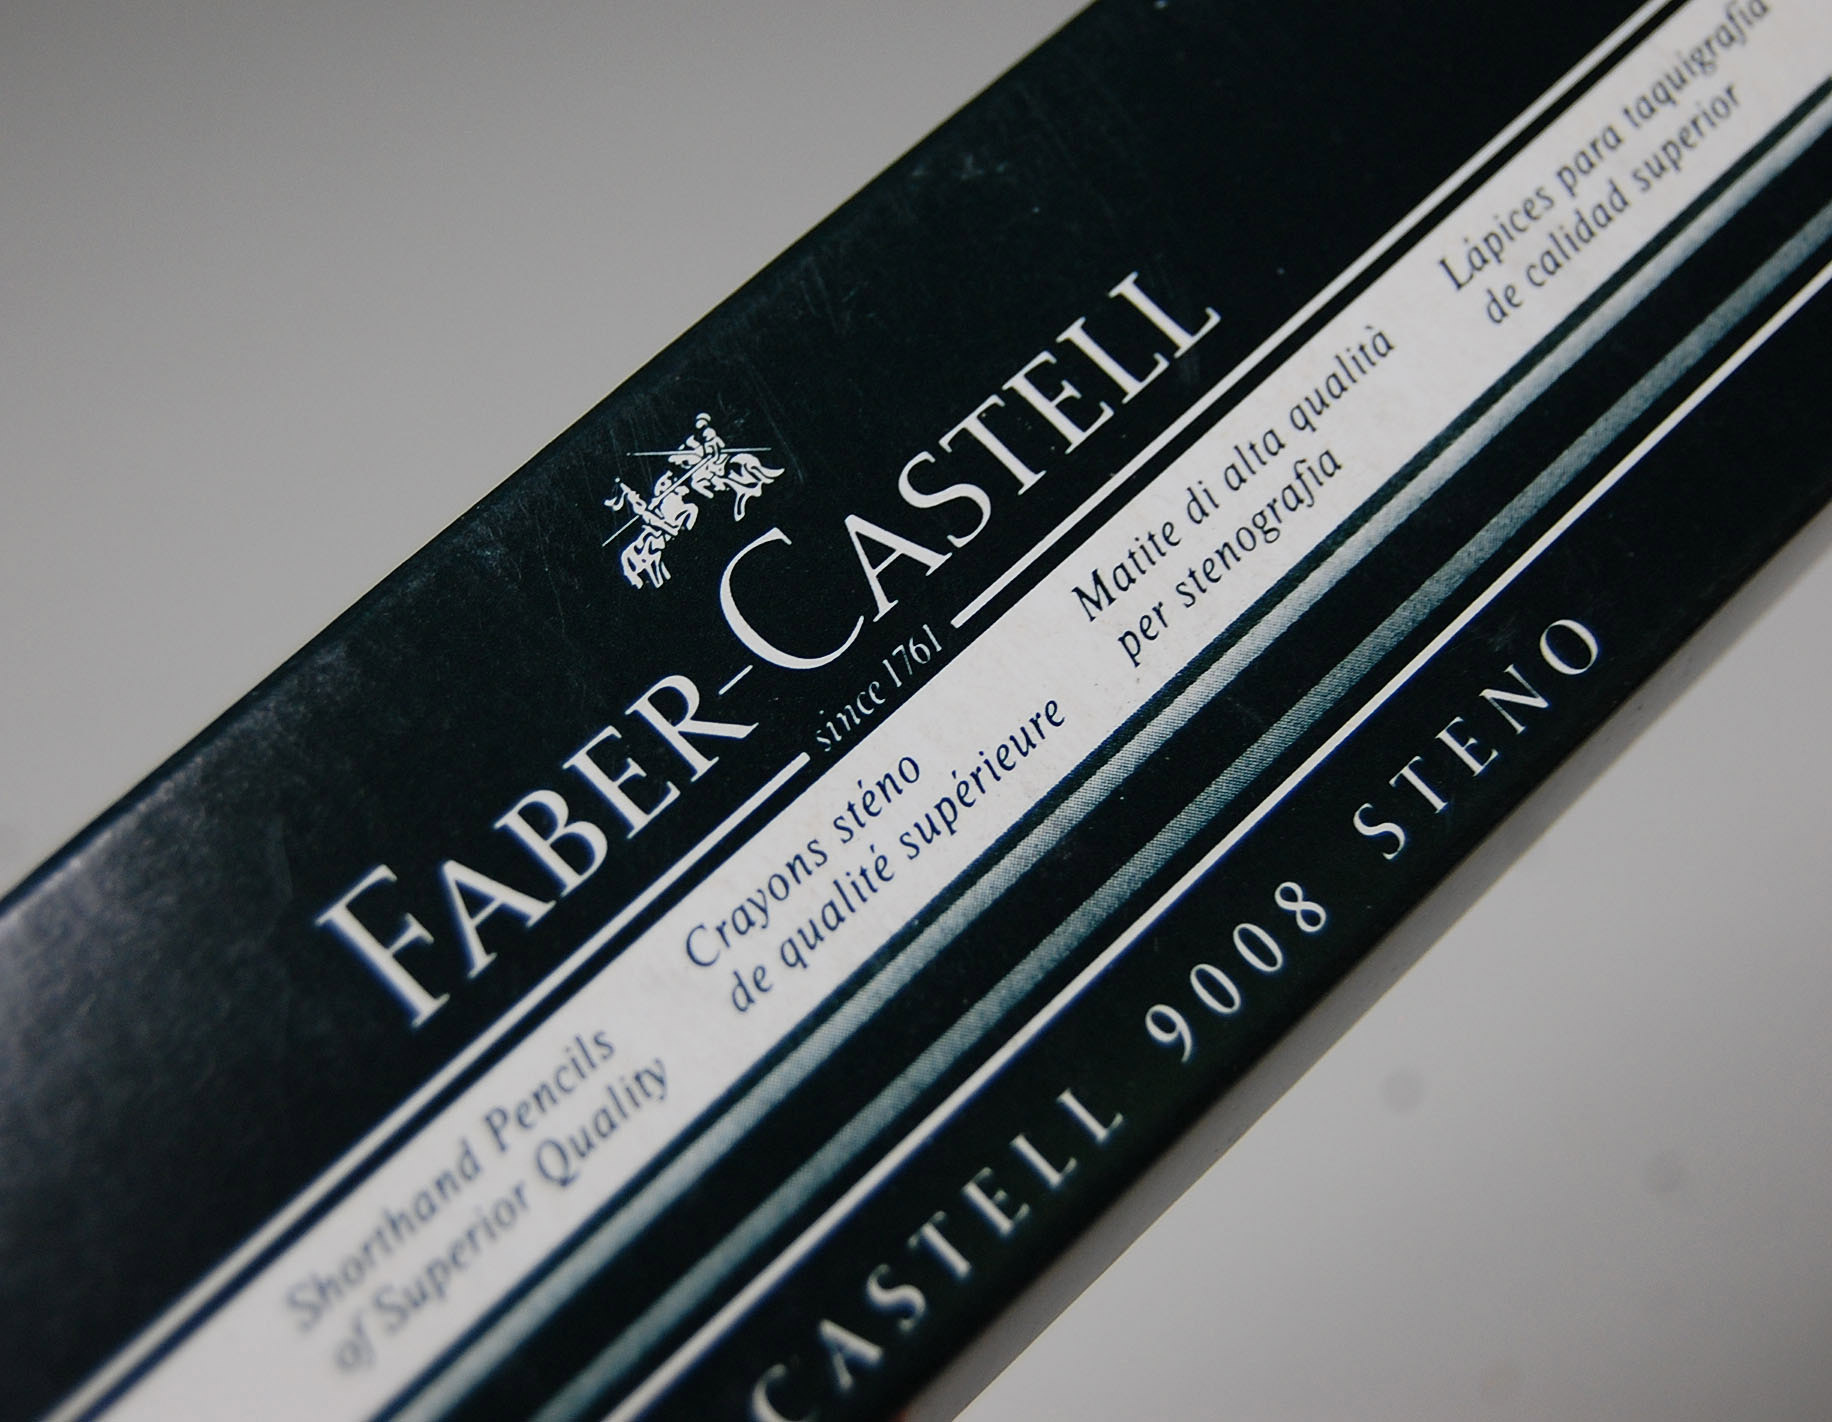 FABER-CASTELL
since 1761
Shorthand Pencils
of Superior Quality
Crayons sténo
de qualité supérieure
Matite di alta qualità
per stenografia
Lápices para taquigrafia
de calidad superior
CASTELL 9008 STENO